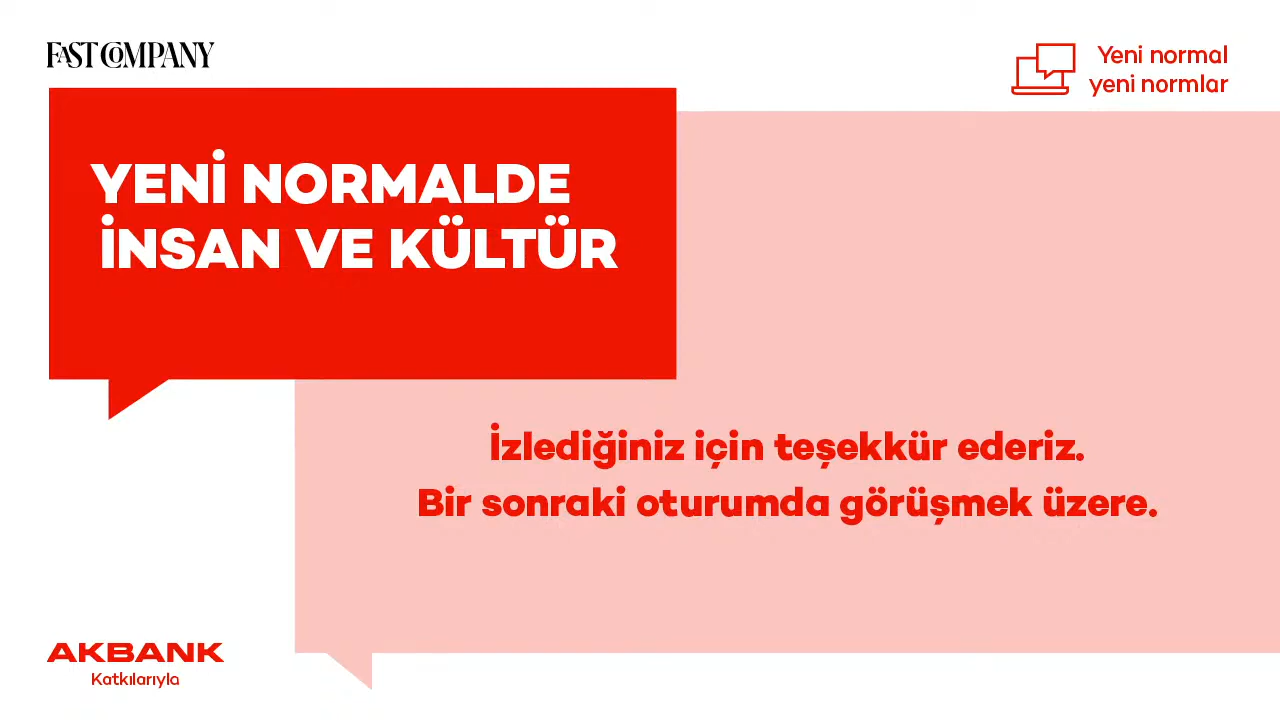 FAST COMPANY
Yeni normal
yeni normlar
YENİ NORMALDE
İNSAN VE KÜLTÜR
İzlediğiniz için teşekkür ederiz.
Bir sonraki oturumda görüşmek üzere.
AKBANK
Katkılarıyla